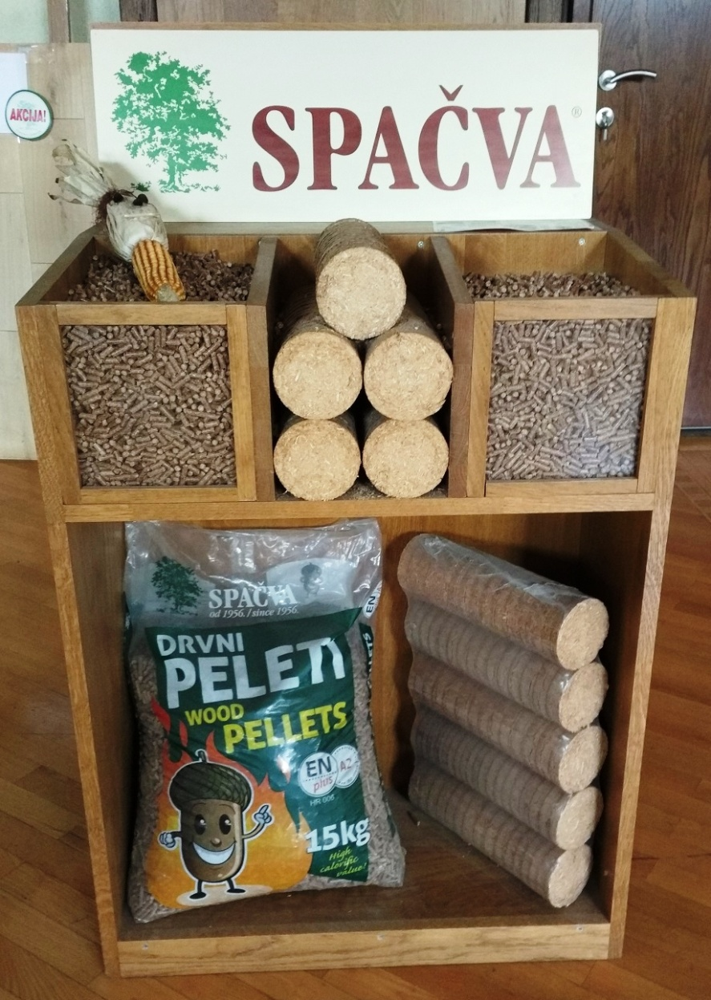 AKCIJA!
SPAČVA®
SPAČVA
od 1956. / since 1956.
DRVNI
PELETI
WOOD
PELLETS
EN
plus
A2
HR 006
15kg
High
calorific
value!
EN